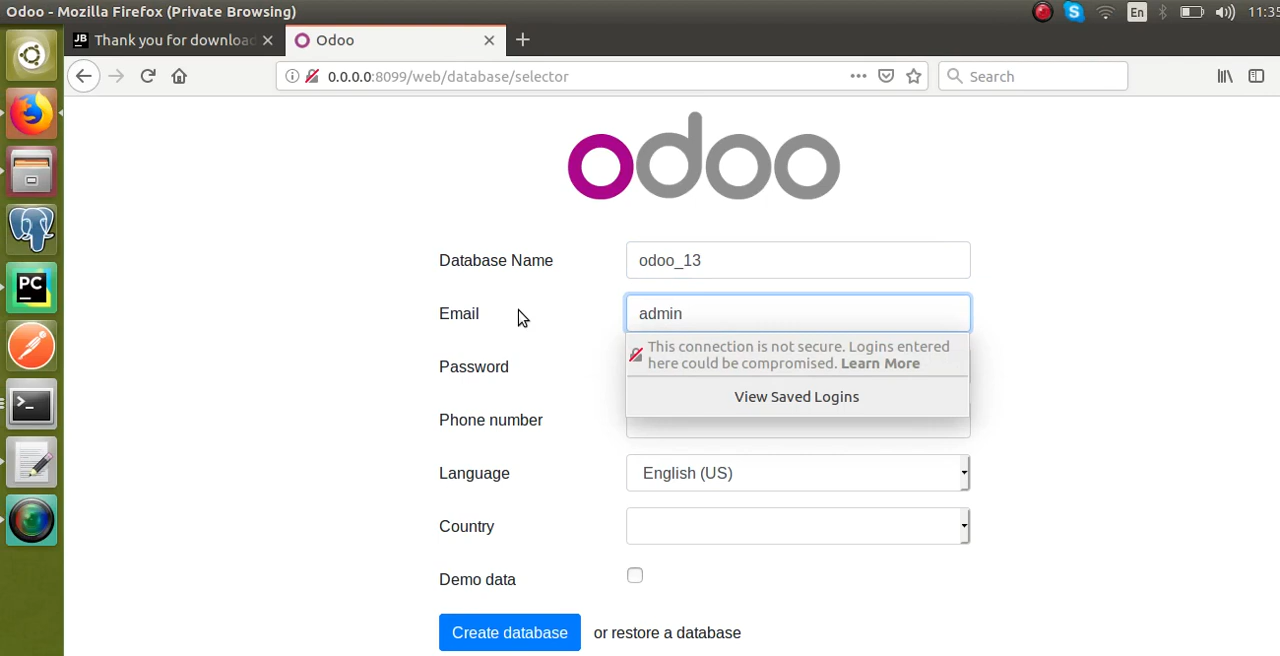 Odoo - Mozilla Firefox (Private Browsing)
En
11:35
JB
Thank you for download
Odoo
0.0.0.0:8099/web/database/selector
Search
odoo
Database Name
odoo_13
Email
admin
This connection is not secure. Logins entered
here could be compromised. Learn More
Password
View Saved Logins
Phone number
Language
English (US)
Country
Demo data
Create database
or restore a database
PC
>_